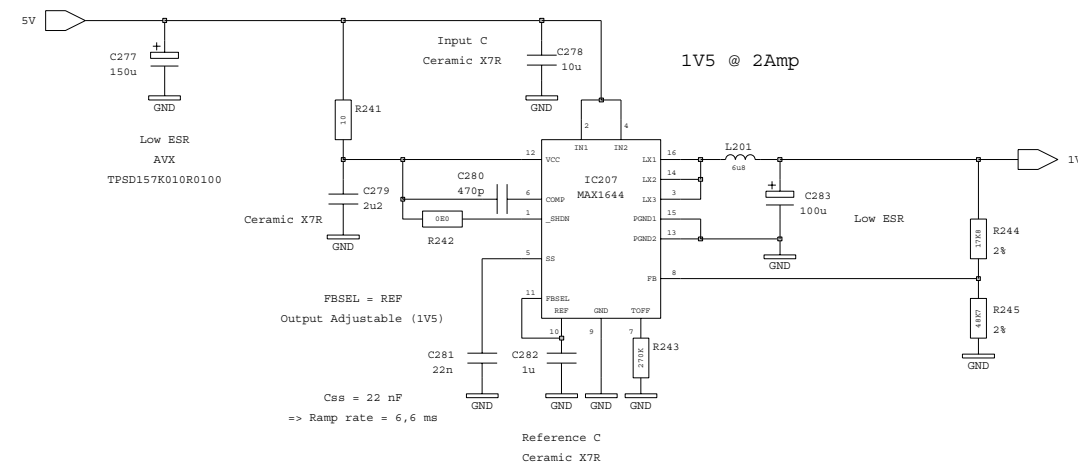 5V
C277
150u
GND
Low ESR
AVX
TPSD157K010R0100
R241
10
Input C
Ceramic X7R
C278
10u
GND
1V5 @ 2Amp
C279
2u2
Ceramic X7R
GND
C280
470p
0E0
R242
2
4
IN1
IN2
12
VCC
6
COMP
1
_SHDN
5
SS
11
FBSEL
REF
GND
TOFF
10
9
7
IC207
MAX1644
LX1
16
LX2
14
LX3
3
PGND1
15
PGND2
13
FB
8
L201
6u8
C283
100u
Low ESR
GND
1V
17K8
R244
2%
48K7
R245
2%
GND
FBSEL = REF
Output Adjustable (1V5)
C281
22n
GND
C282
1u
GND
GND
270K
R243
GND
Css = 22 nF
=> Ramp rate = 6,6 ms
Reference C
Ceramic X7R